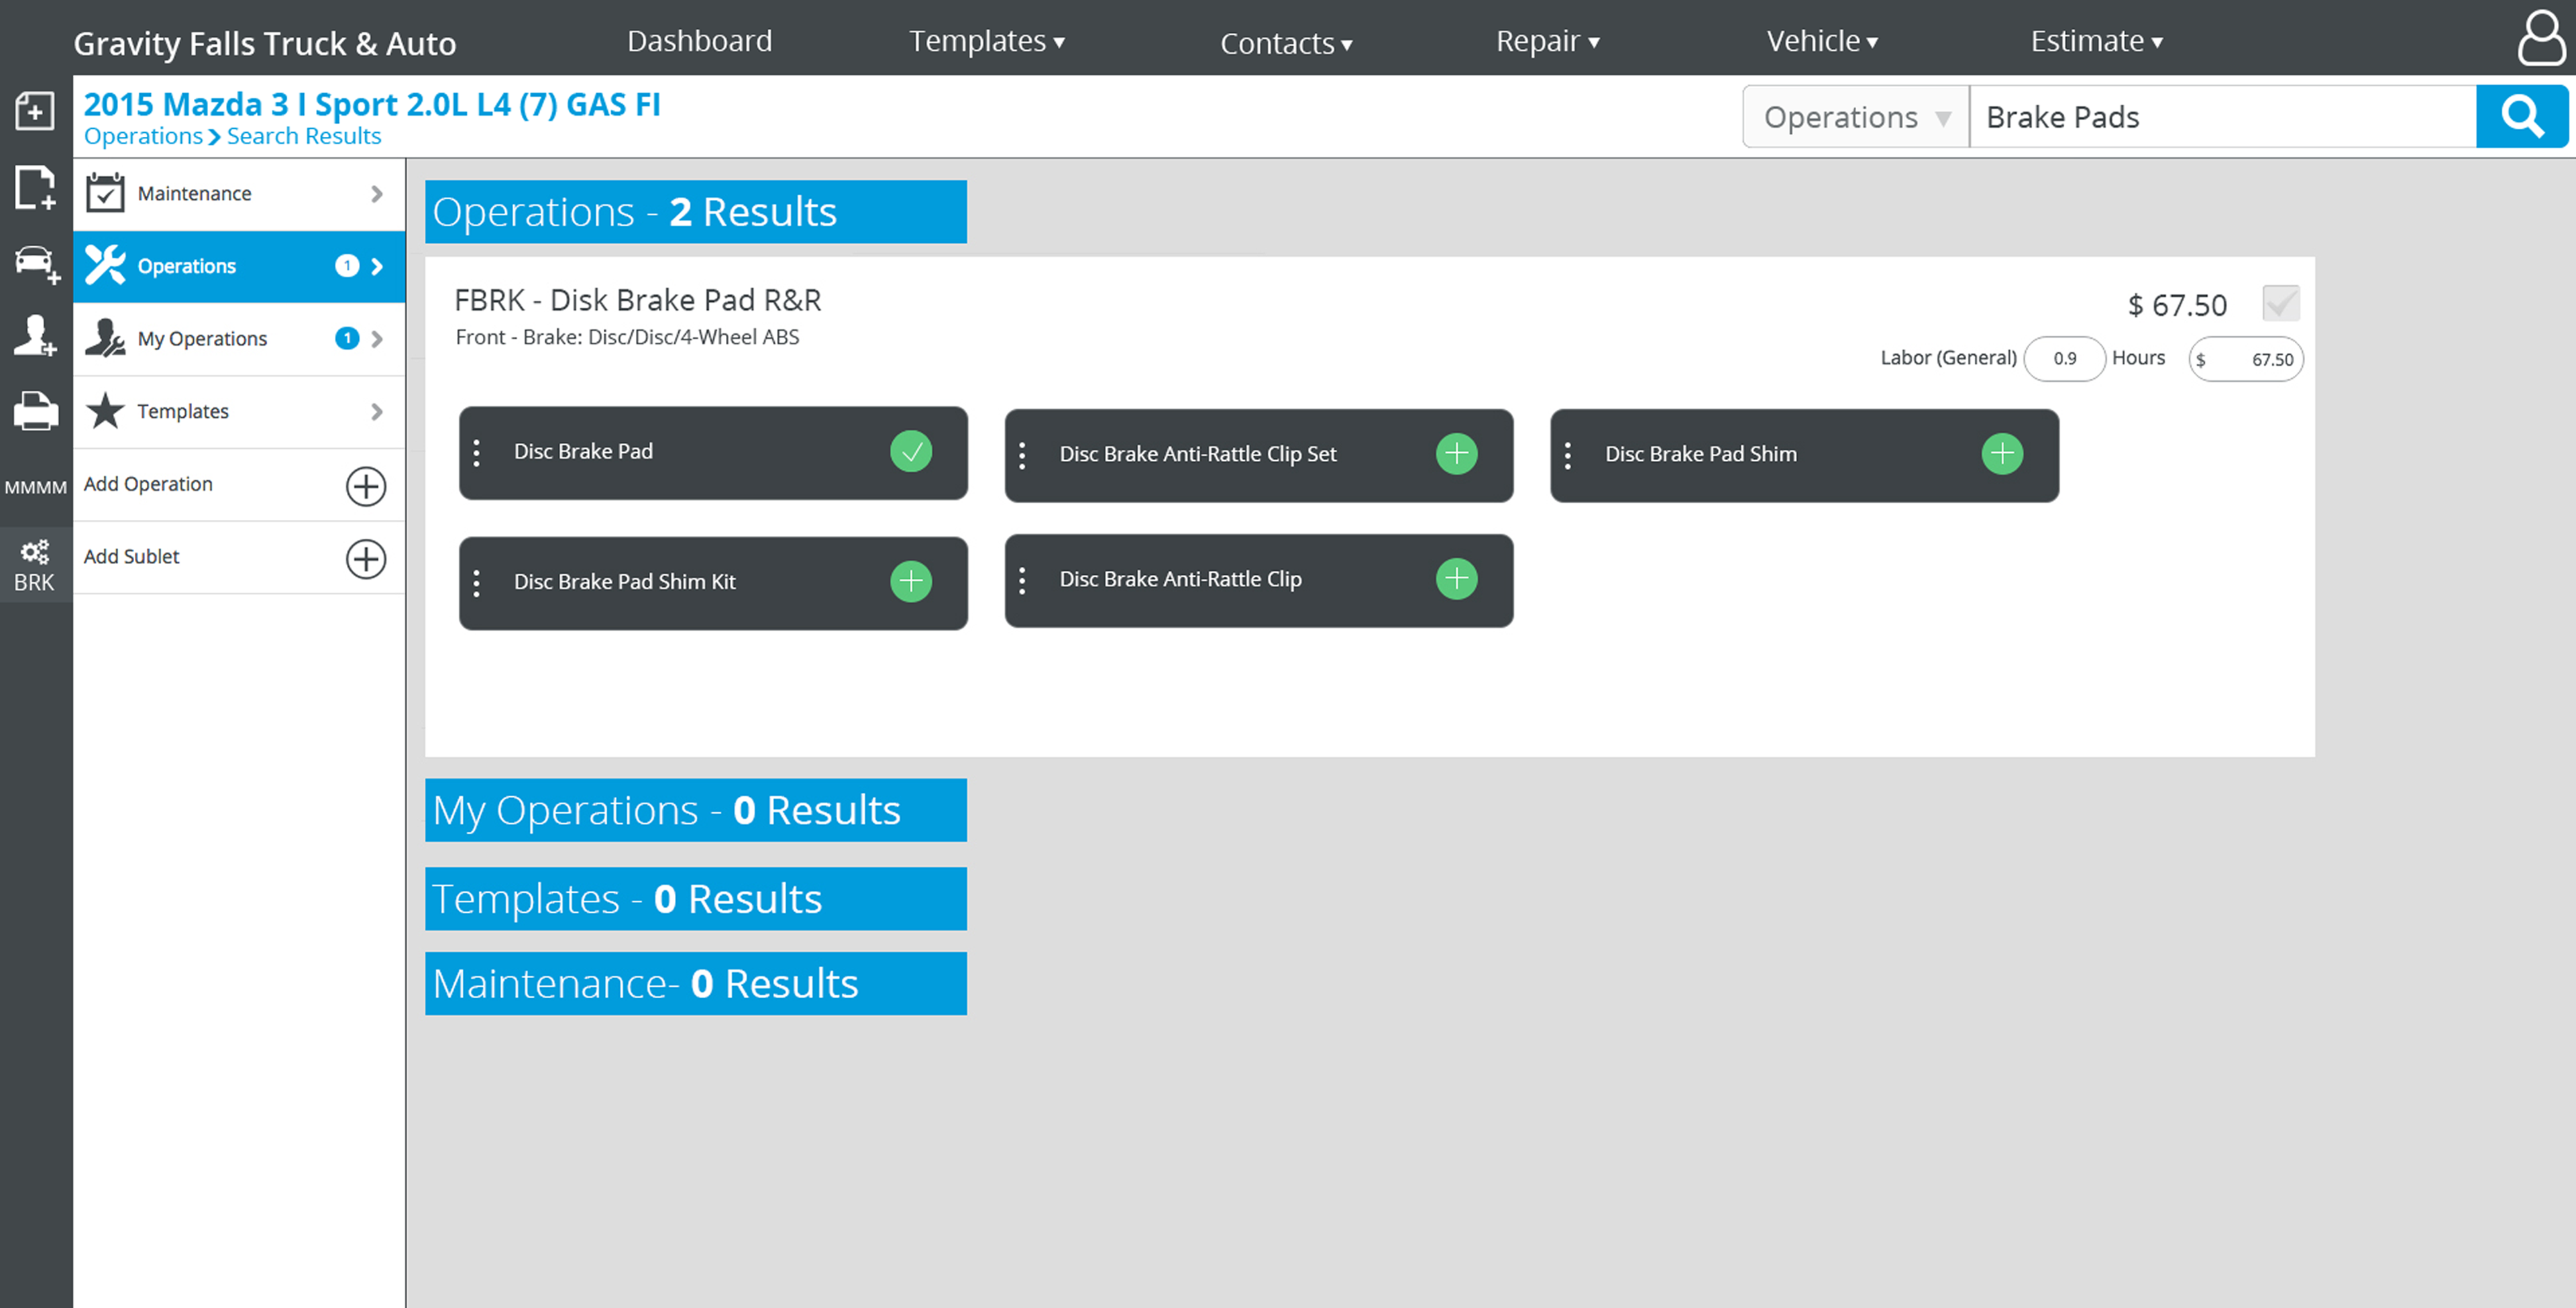 Gravity Falls Truck & Auto
Dashboard
Templates
Contacts
Repair
Vehicle
Estimate
2015 Mazda 3 I Sport 2.0L L4 (7) GAS FI
Operations > Search Results
Operations
Brake Pads
Maintenance
Operations 1
My Operations 1
Templates
Add Operation
Add Sublet
MMMM
BRK
Operations - 2 Results
FBRK - Disk Brake Pad R&R
$ 67.50
Front - Brake: Disc/Disc/4-Wheel ABS
Labor (General) 0.9 Hours $ 67.50
Disc Brake Pad
Disc Brake Anti-Rattle Clip Set
Disc Brake Pad Shim
Disc Brake Pad Shim Kit
Disc Brake Anti-Rattle Clip
My Operations - 0 Results
Templates - 0 Results
Maintenance- 0 Results